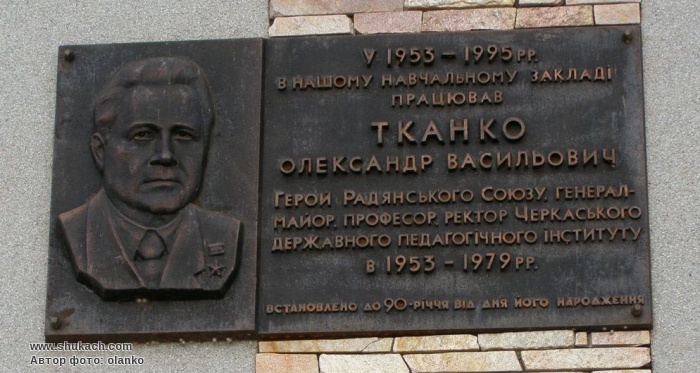 У 1953 – 1995 РР.
В НАШОМУ НАВЧАЛЬНОМУ ЗАКЛАДІ
ПРАЦЮВАВ
ТКАНКО
ОЛЕКСАНДР ВАСИЛЬОВИЧ
ГЕРОЙ РАДЯНСЬКОГО СОЮЗУ, ГЕНЕРАЛ-
МАЙОР, ПРОФЕСОР, РЕКТОР ЧЕРКАСЬКОГО
ДЕРЖАВНОГО ПЕДАГОГІЧНОГО ІНСТИТУТУ
В 1953 – 1979 РР.
ВСТАНОВЛЕНО ДО 90-РІЧЧЯ ВІД ДНЯ ЙОГО НАРОДЖЕННЯ
www.shukach.com
Автор фото: olanko